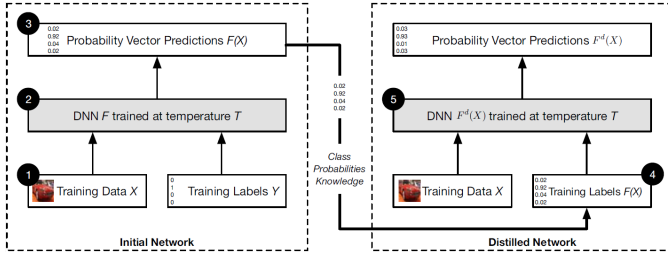 3
0.02
0.92
0.04
0.02
Probability Vector Predictions F(X)
2
DNN F trained at temperature T
1
Training Data X
0
1
0
0
Training Labels Y
Initial Network
0.02
0.92
0.04
0.02
Class
Probabilities
Knowledge
0.03
0.93
0.01
0.03
Probability Vector Predictions F^d(X)
5
DNN F^d(X) trained at temperature T
Training Data X
4
0.02
0.92
0.04
0.02
Training Labels F(X)
Distilled Network